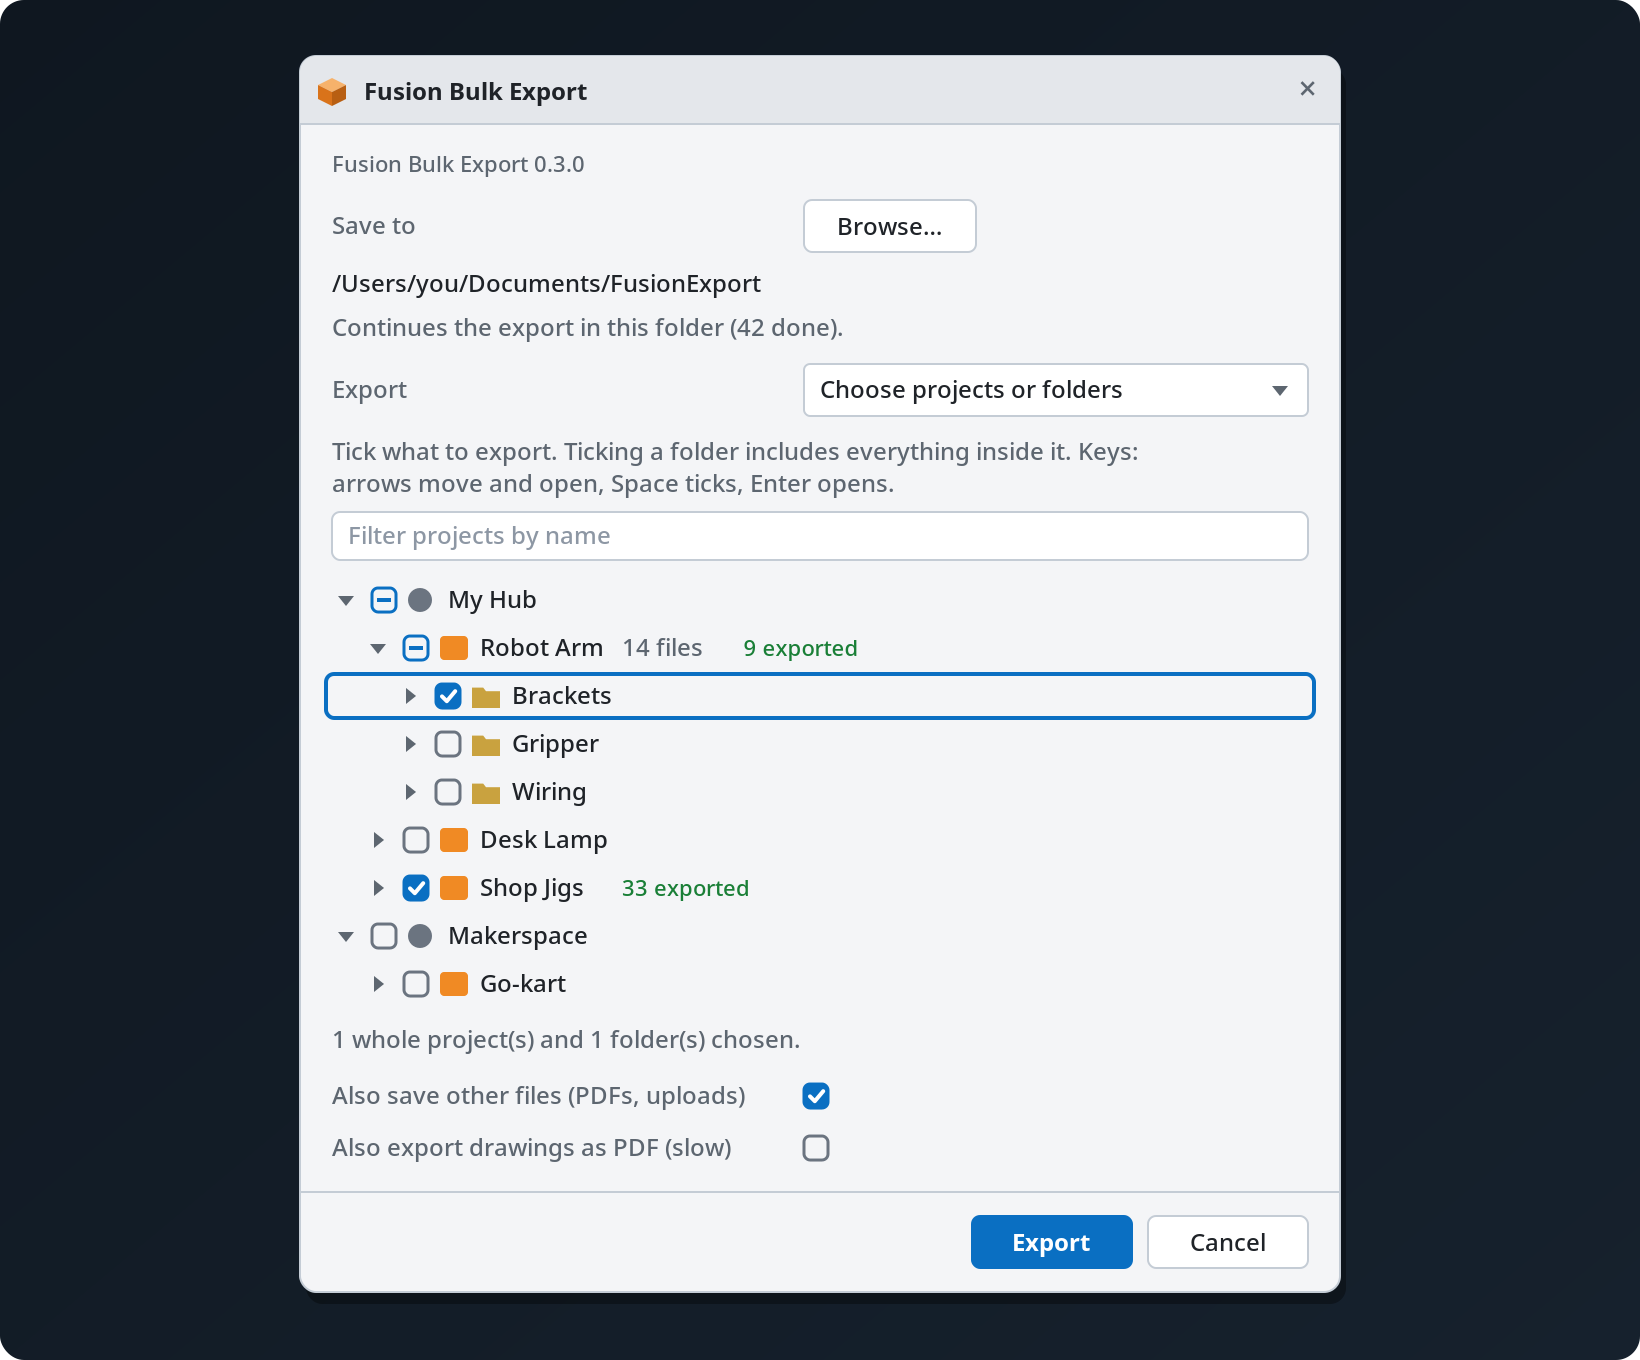 Fusion Bulk Export
Fusion Bulk Export 0.3.0
Save to
Browse...
/Users/you/Documents/FusionExport
Continues the export in this folder (42 done).
Export
Choose projects or folders
Tick what to export. Ticking a folder includes everything inside it. Keys:
arrows move and open, Space ticks, Enter opens.
Filter projects by name
My Hub
Robot Arm 14 files 9 exported
Brackets
Gripper
Wiring
Desk Lamp
Shop Jigs 33 exported
Makerspace
Go-kart
1 whole project(s) and 1 folder(s) chosen.
Also save other files (PDFs, uploads)
Also export drawings as PDF (slow)
Export
Cancel